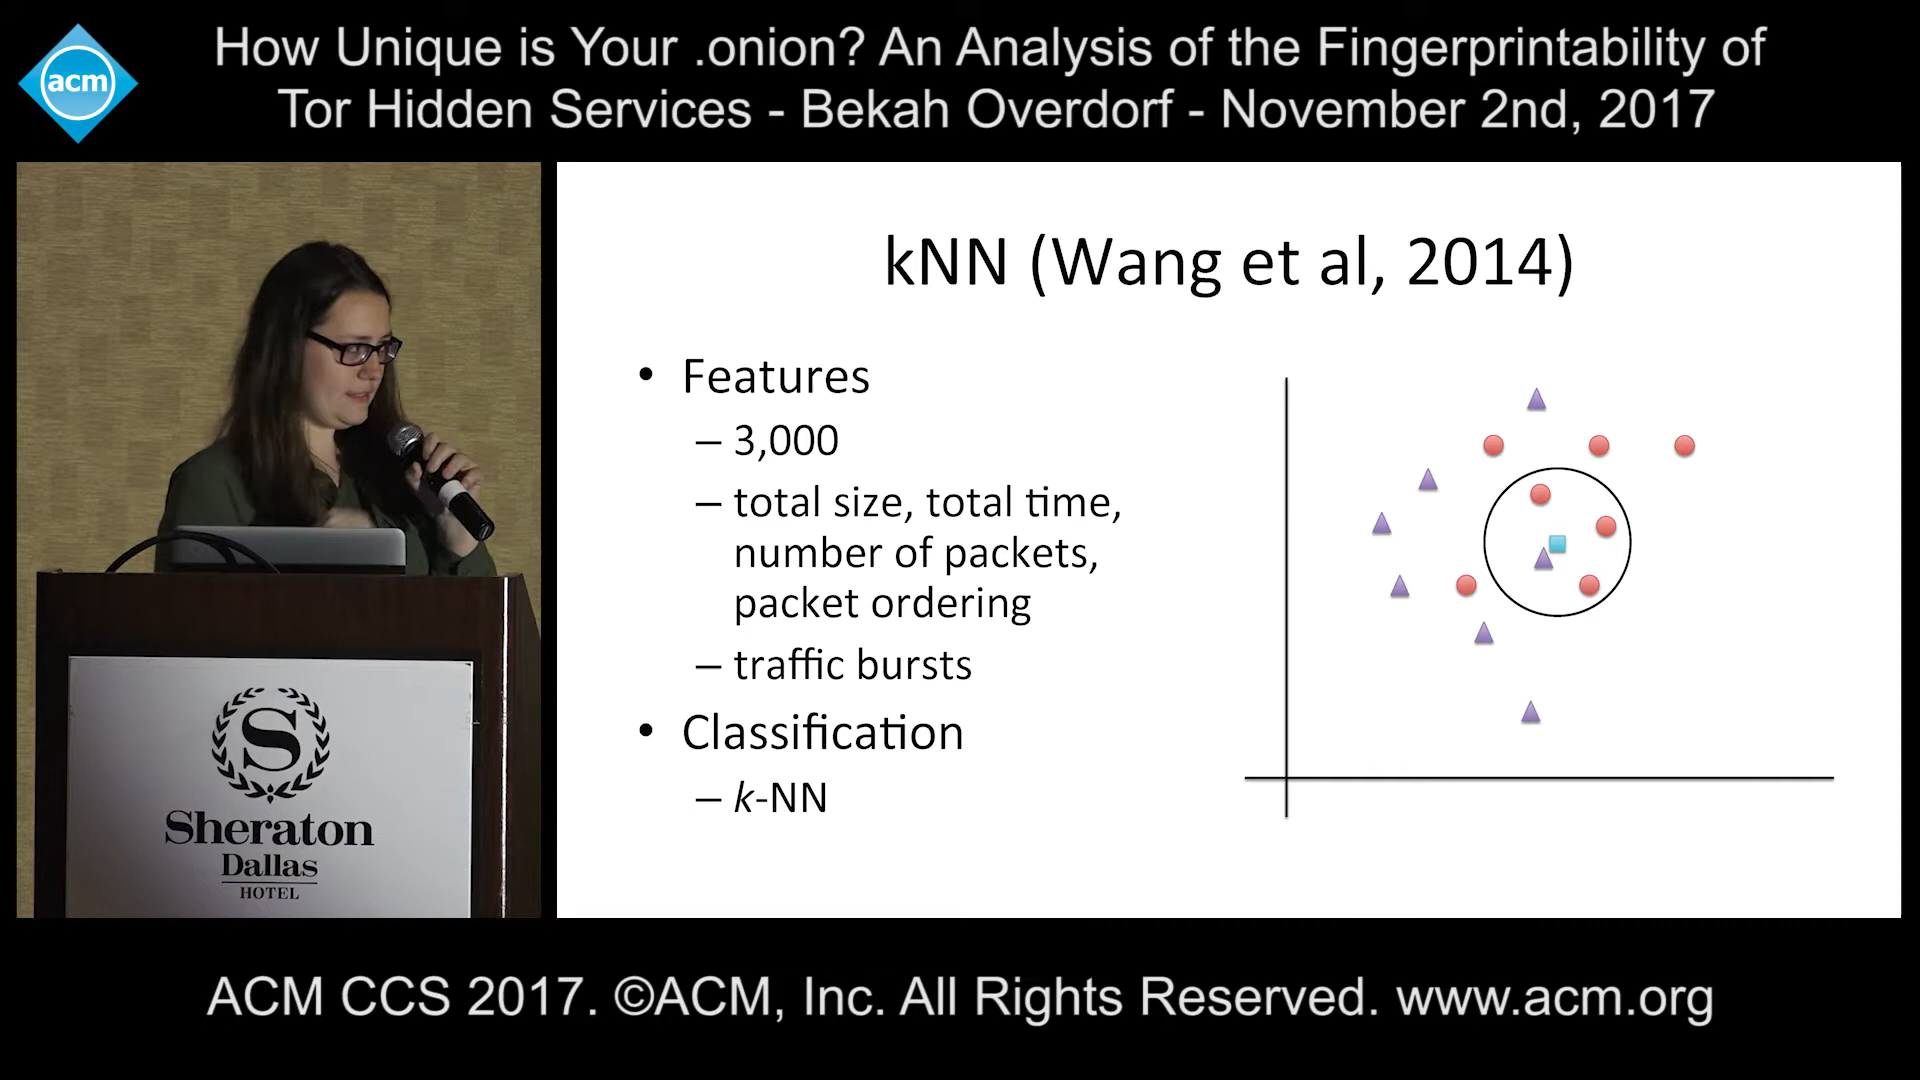 acm
How Unique is Your .onion? An Analysis of the Fingerprintability of
Tor Hidden Services - Bekah Overdorf - November 2nd, 2017
S
Sheraton
Dallas
HOTEL
kNN (Wang et al, 2014)
• Features
– 3,000
– total size, total time,
number of packets,
packet ordering
– traffic bursts
• Classification
– k-NN
ACM CCS 2017. ©ACM, Inc. All Rights Reserved. www.acm.org